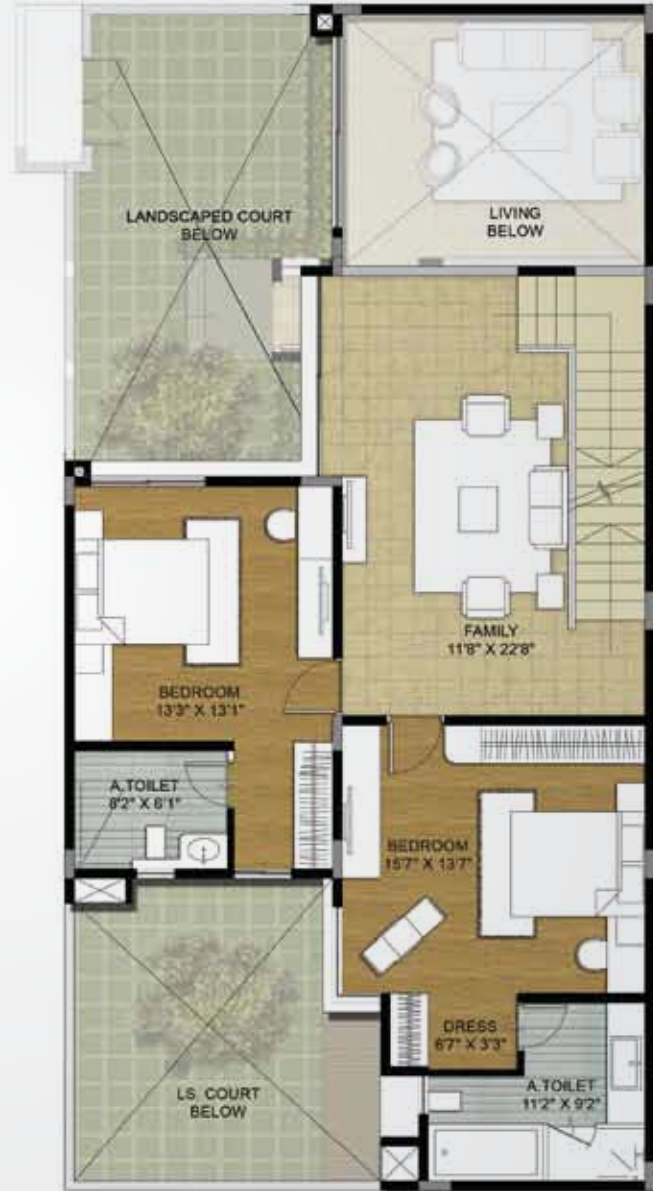 LANDSCAPED COURT
BELOW
LIVING
BELOW
FAMILY
11'8" X 22'8"
BEDROOM
13'3" X 13'1"
A.TOILET
8'2" X 6'1"
BEDROOM
15'7" X 13'7"
DRESS
6'7" X 3'3"
A.TOILET
11'2" X 9'2"
LS. COURT
BELOW